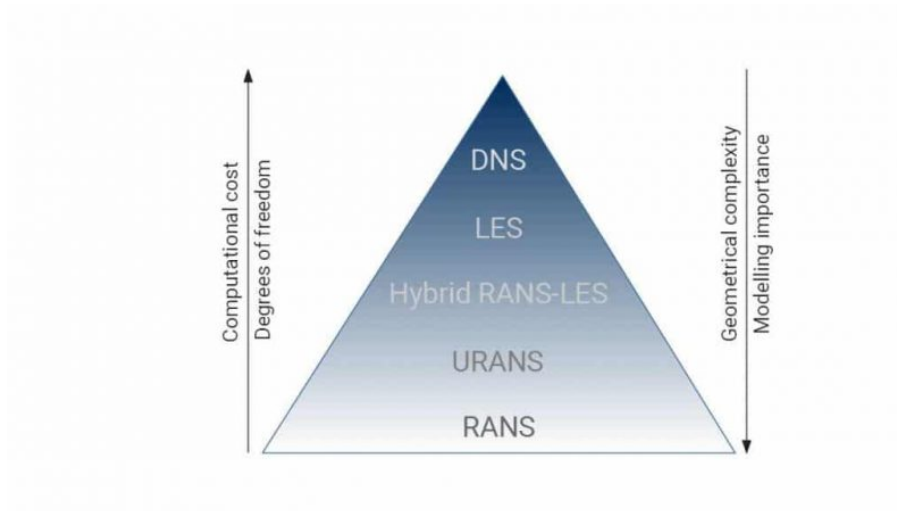 Computational cost
Degrees of freedom
DNS
LES
Hybrid RANS-LES
URANS
RANS
Geometrical complexity
Modelling importance